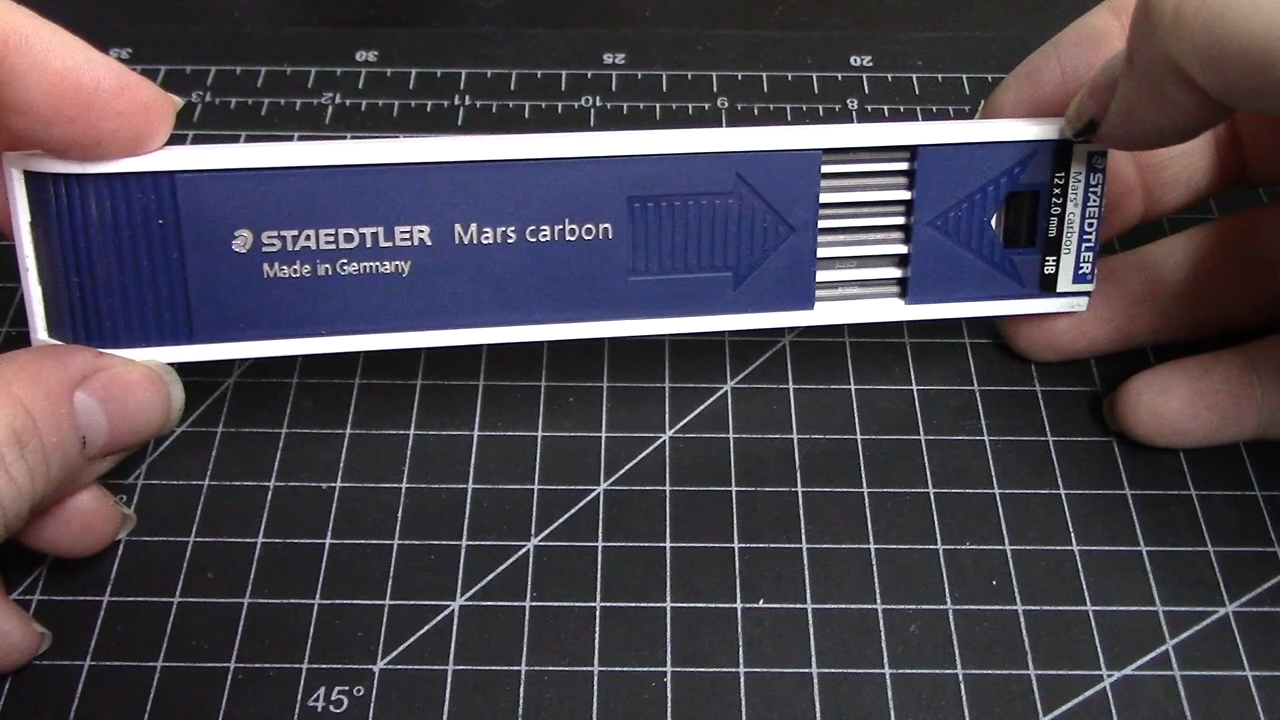 35 30 25 20
13 12 11 10 9 8
STAEDTLER Mars carbon
Made in Germany
STAEDTLER
Mars® carbon
12 x 2.0 mm HB
45°